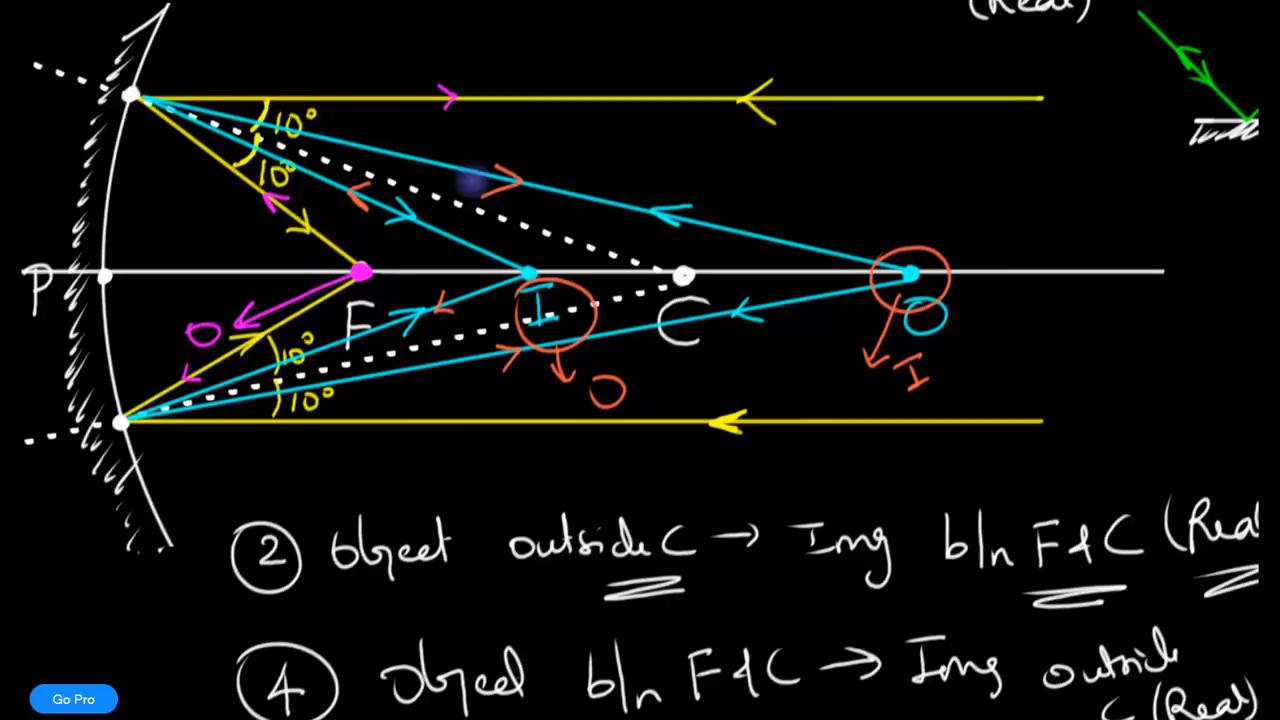 (Real)
10°
10°
P
F
I
C
O
O
10°
10°
I
O
② Object outside C → Img b/n F & C (Real
④ Object b/n F & C → Img outside
C (Real)
Go Pro